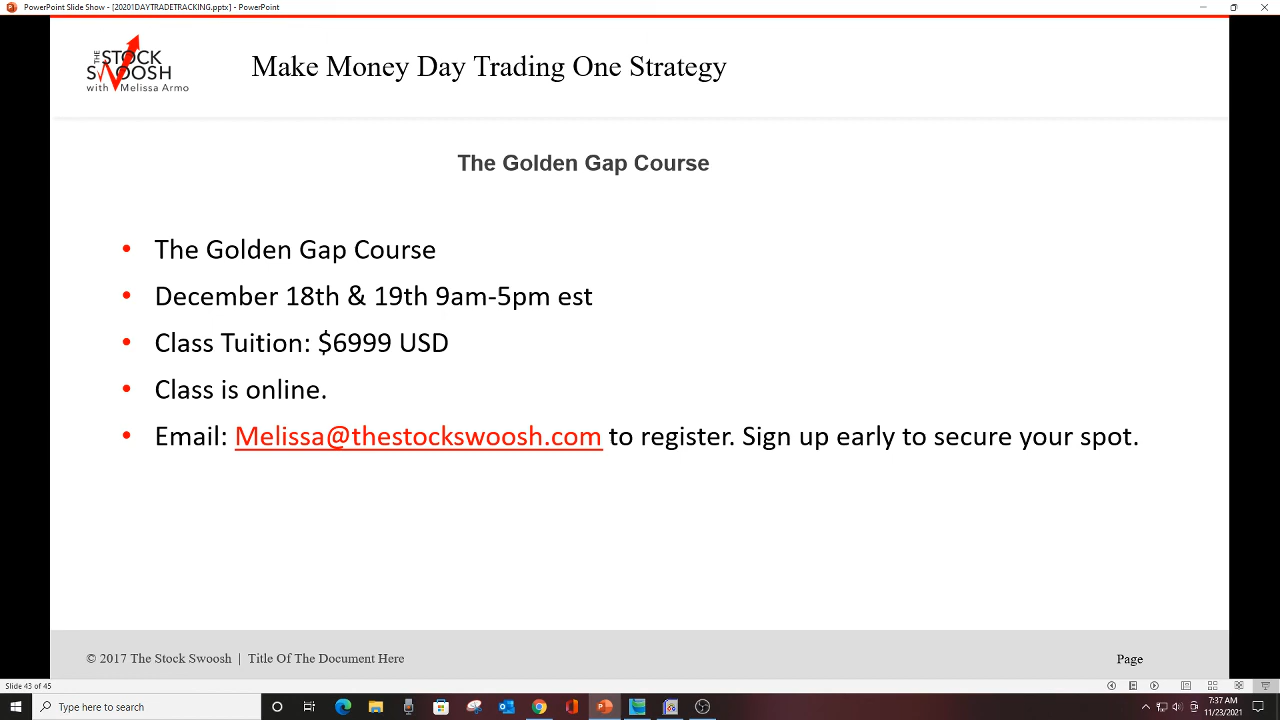 PowerPoint Slide Show - [20201DAYTRADETRACKING.pptx] - PowerPoint
THE STOCK
SWOOSH
with Melissa Armo
Make Money Day Trading One Strategy
The Golden Gap Course
• The Golden Gap Course
• December 18th & 19th 9am-5pm est
• Class Tuition: $6999 USD
• Class is online.
• Email: Melissa@thestockswoosh.com to register. Sign up early to secure your spot.
© 2017 The Stock Swoosh | Title Of The Document Here
Page
Slide 43 of 45
Type here to search
7:37 AM
11/23/2021